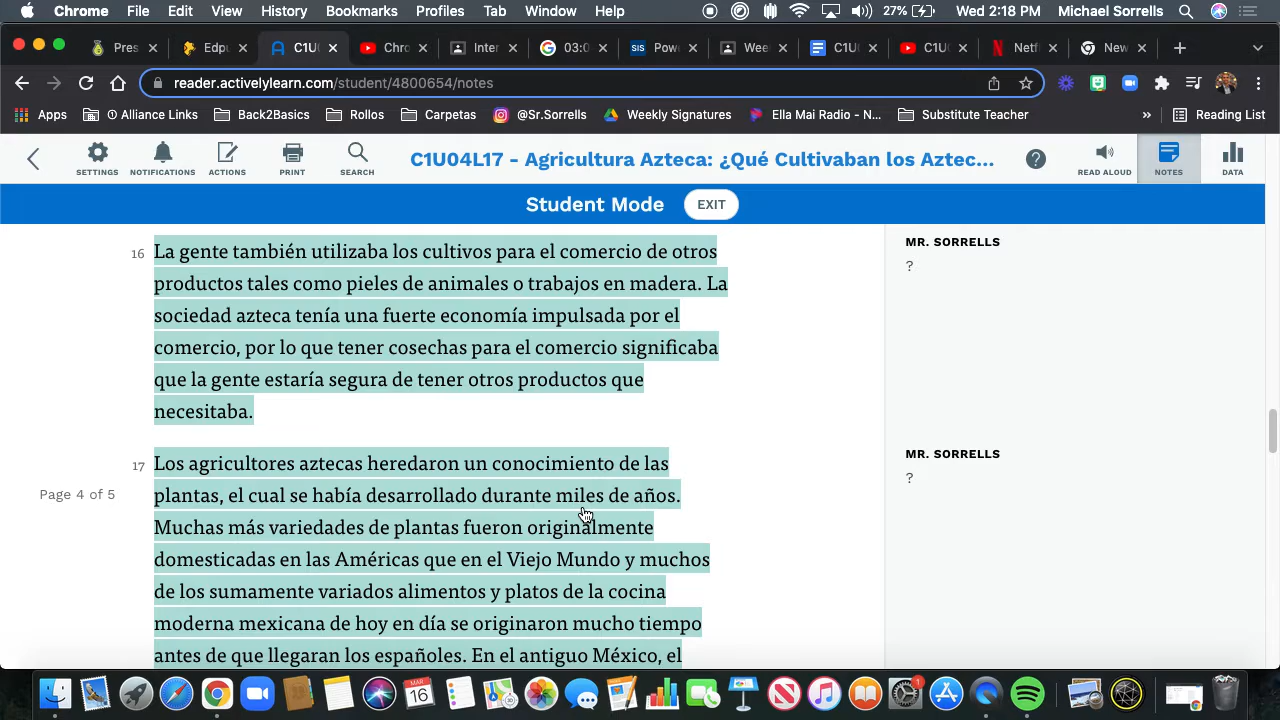 Chrome File Edit View History Bookmarks Profiles Tab Window Help 27% Wed 2:18 PM Michael Sorrells
Pres Edpu C1U Chro Inter 03:0 SIS Pow Wee C1U C1U Netf New
reader.activelylearn.com/student/4800654/notes
Apps Alliance Links Back2Basics Rollos Carpetas @Sr.Sorrells Weekly Signatures Ella Mai Radio - N... Substitute Teacher » Reading List
SETTINGS NOTIFICATIONS ACTIONS PRINT SEARCH C1U04L17 - Agricultura Azteca: ¿Qué Cultivaban los Aztec... ? READ ALOUD NOTES DATA
Student Mode EXIT
16 La gente también utilizaba los cultivos para el comercio de otros
productos tales como pieles de animales o trabajos en madera. La
sociedad azteca tenía una fuerte economía impulsada por el
comercio, por lo que tener cosechas para el comercio significaba
que la gente estaría segura de tener otros productos que
necesitaba.
MR. SORRELLS
?
17 Los agricultores aztecas heredaron un conocimiento de las
plantas, el cual se había desarrollado durante miles de años.
Muchas más variedades de plantas fueron originalmente
domesticadas en las Américas que en el Viejo Mundo y muchos
de los sumamente variados alimentos y platos de la cocina
moderna mexicana de hoy en día se originaron mucho tiempo
antes de que llegaran los españoles. En el antiguo México, el
Page 4 of 5
MR. SORRELLS
?
MAR
16
1